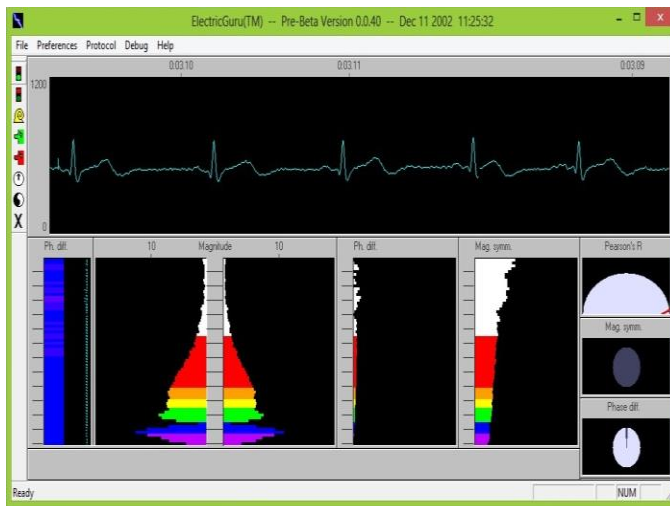 ElectricGuru(TM) -- Pre-Beta Version 0.0.40 -- Dec 11 2002 11:25:32
File Preferences Protocol Debug Help
0:03.10 0:03.11 0:03.09
1200
0
Ph. diff. 10 Magnitude 10 Ph. diff. Mag. symm. Pearson's R
Mag. symm.
Phase diff.
Ready NUM